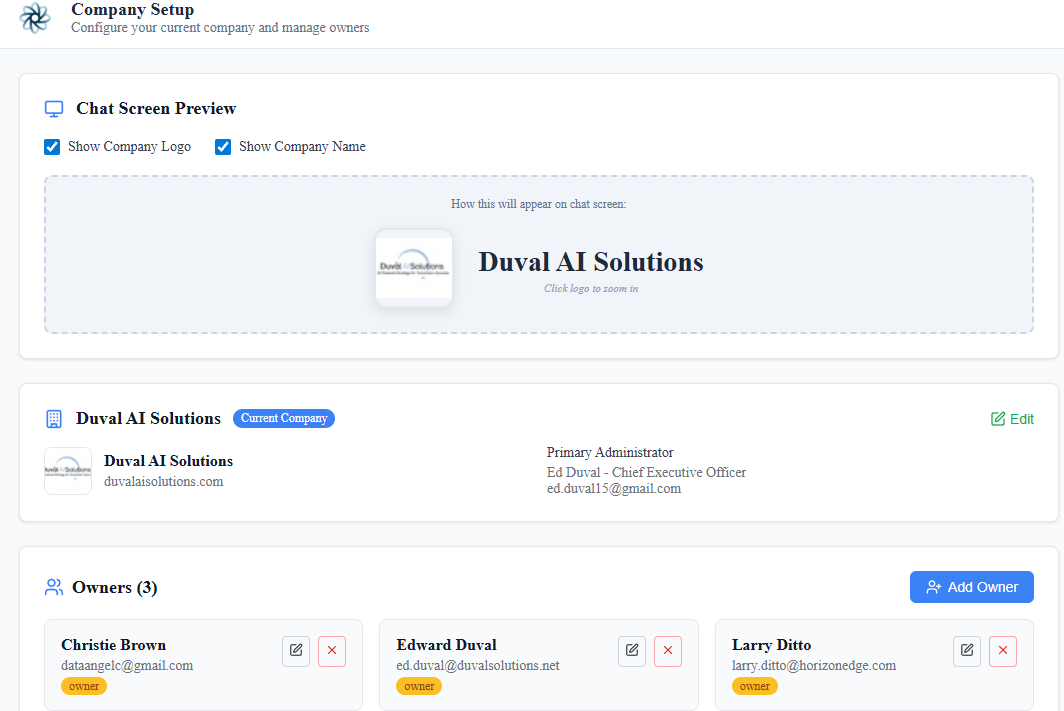 Company Setup
Configure your current company and manage owners
Chat Screen Preview
Show Company Logo
Show Company Name
How this will appear on chat screen:
Duval AI Solutions
Duval AI Solutions
Click logo to zoom in
Duval AI Solutions
Current Company
Edit
Duval AI Solutions
duvalaisolutions.com
Primary Administrator
Ed Duval - Chief Executive Officer
ed.duval15@gmail.com
Owners (3)
Add Owner
Christie Brown
dataangelc@gmail.com
owner
Edward Duval
ed.duval@duvalsolutions.net
owner
Larry Ditto
larry.ditto@horizonedge.com
owner